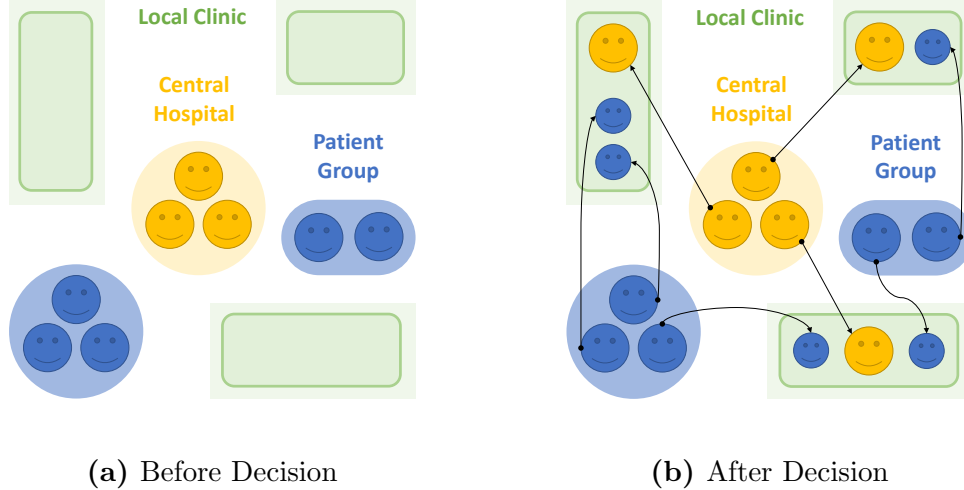 Local Clinic
Central
Hospital
Patient
Group
(a) Before Decision
Local Clinic
Central
Hospital
Patient
Group
(b) After Decision